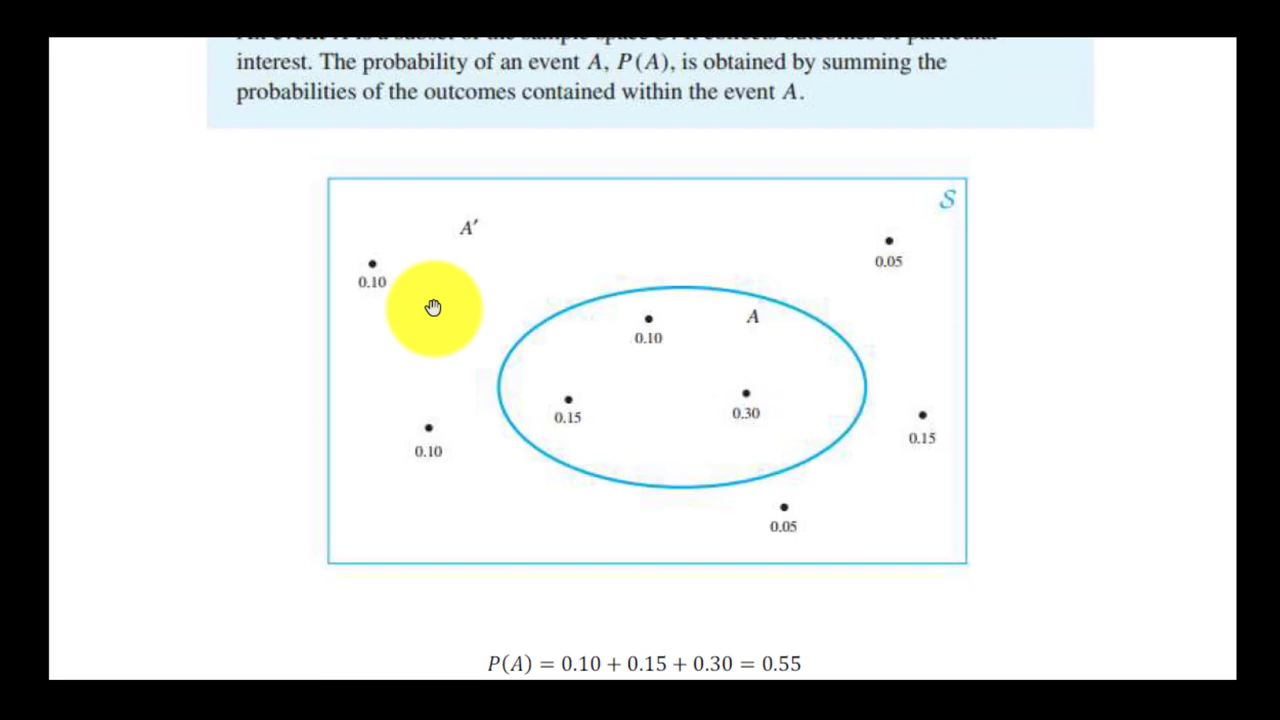 interest. The probability of an event A, P(A), is obtained by summing the
probabilities of the outcomes contained within the event A.
S
A′
0.05
0.10
A
0.10
0.15
0.30
0.15
0.10
0.05
P(A) = 0.10 + 0.15 + 0.30 = 0.55